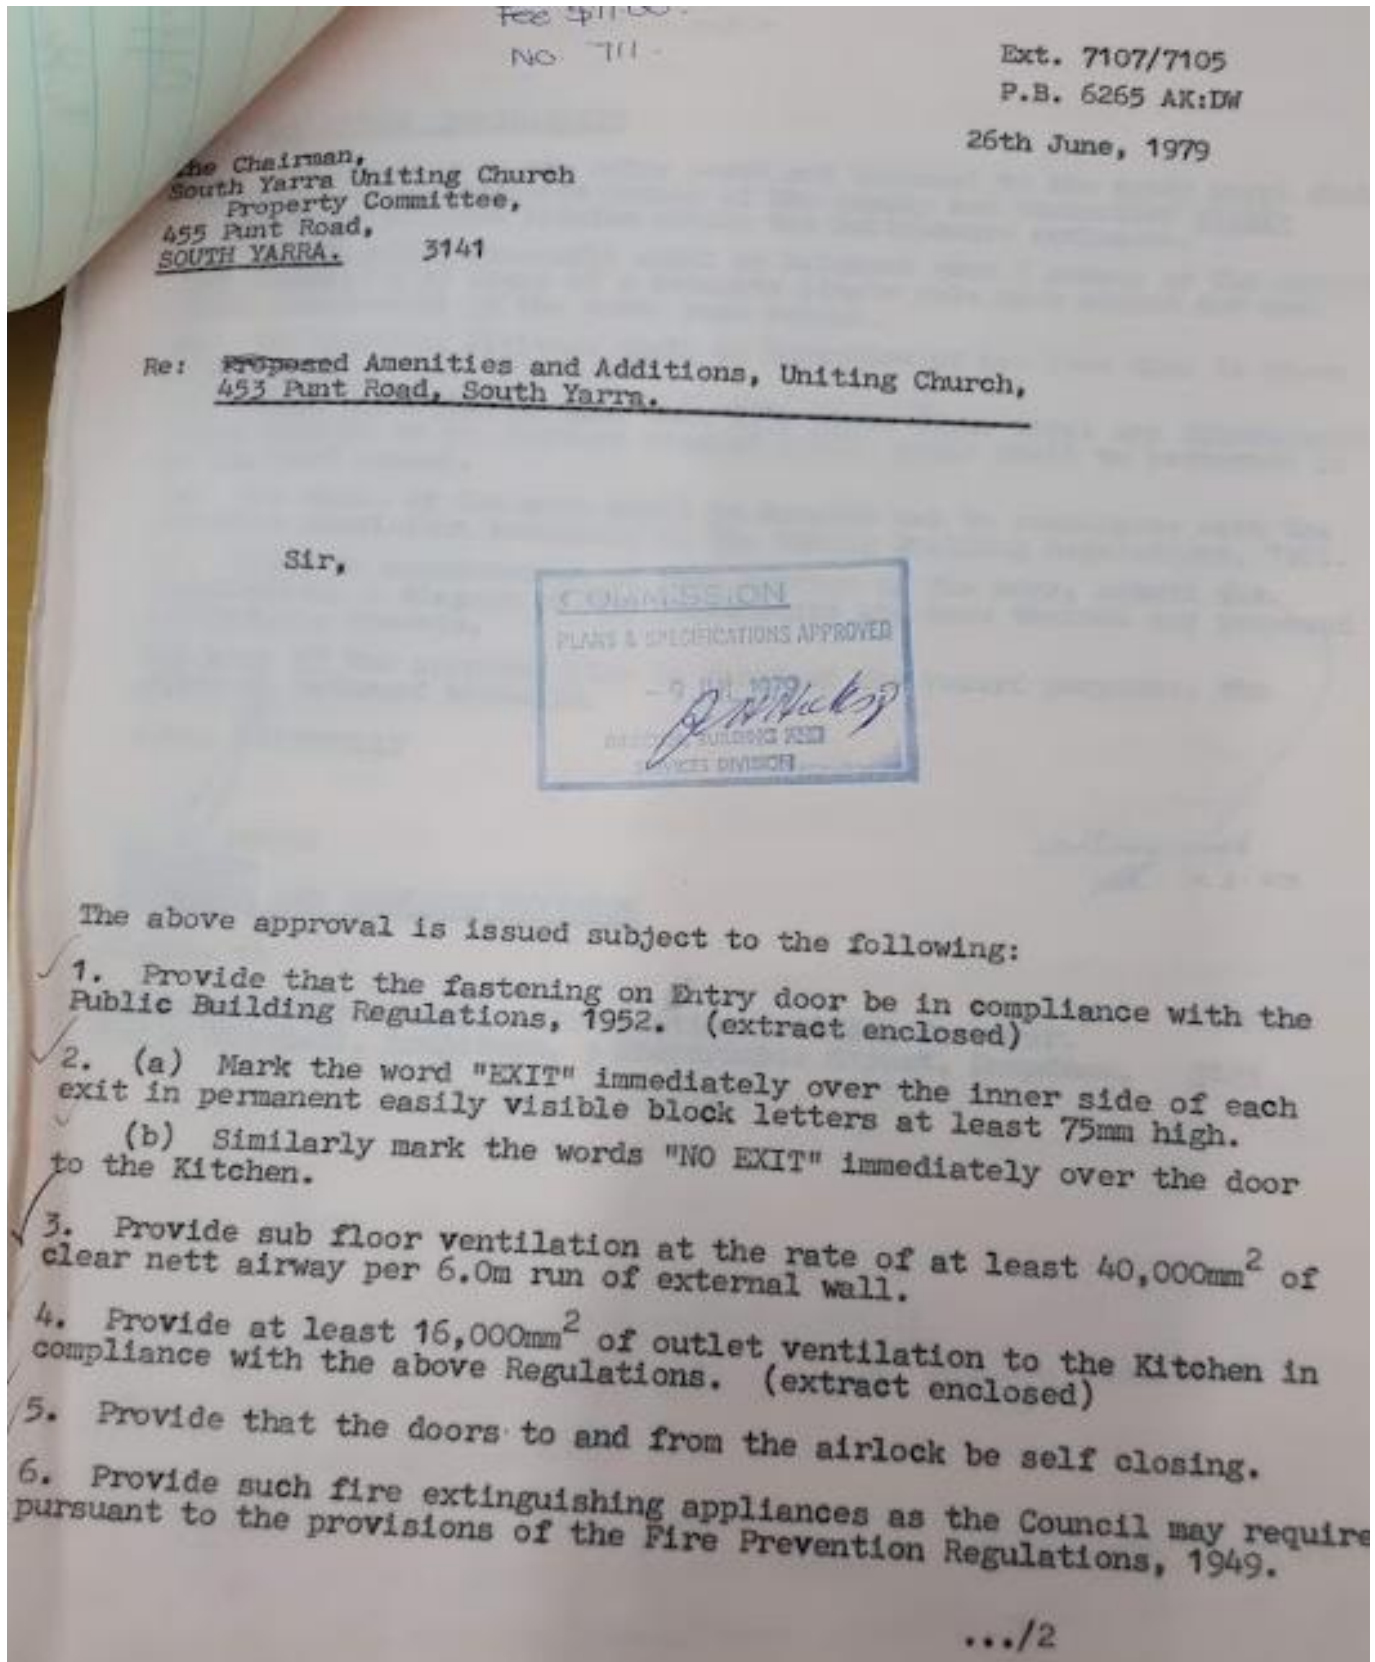 Fee $11.00.
NO 711.
Ext. 7107/7105
P.B. 6265 AK:DW
26th June, 1979
The Chairman,
South Yarra Uniting Church
Property Committee,
455 Punt Road,
SOUTH YARRA. 3141
Re: Proposed Amenities and Additions, Uniting Church,
453 Punt Road, South Yarra.
Sir,
COMMISSION
PLANS & SPECIFICATIONS APPROVED
1979
BUILDING AND
SERVICES DIVISION
The above approval is issued subject to the following:
1. Provide that the fastening on Entry door be in compliance with the
Public Building Regulations, 1952. (extract enclosed)
2. (a) Mark the word "EXIT" immediately over the inner side of each
exit in permanent easily visible block letters at least 75mm high.
(b) Similarly mark the words "NO EXIT" immediately over the door
to the Kitchen.
3. Provide sub floor ventilation at the rate of at least 40,000mm² of
clear nett airway per 6.0m run of external wall.
4. Provide at least 16,000mm² of outlet ventilation to the Kitchen in
compliance with the above Regulations. (extract enclosed)
5. Provide that the doors to and from the airlock be self closing.
6. Provide such fire extinguishing appliances as the Council may require
pursuant to the provisions of the Fire Prevention Regulations, 1949.
.../2